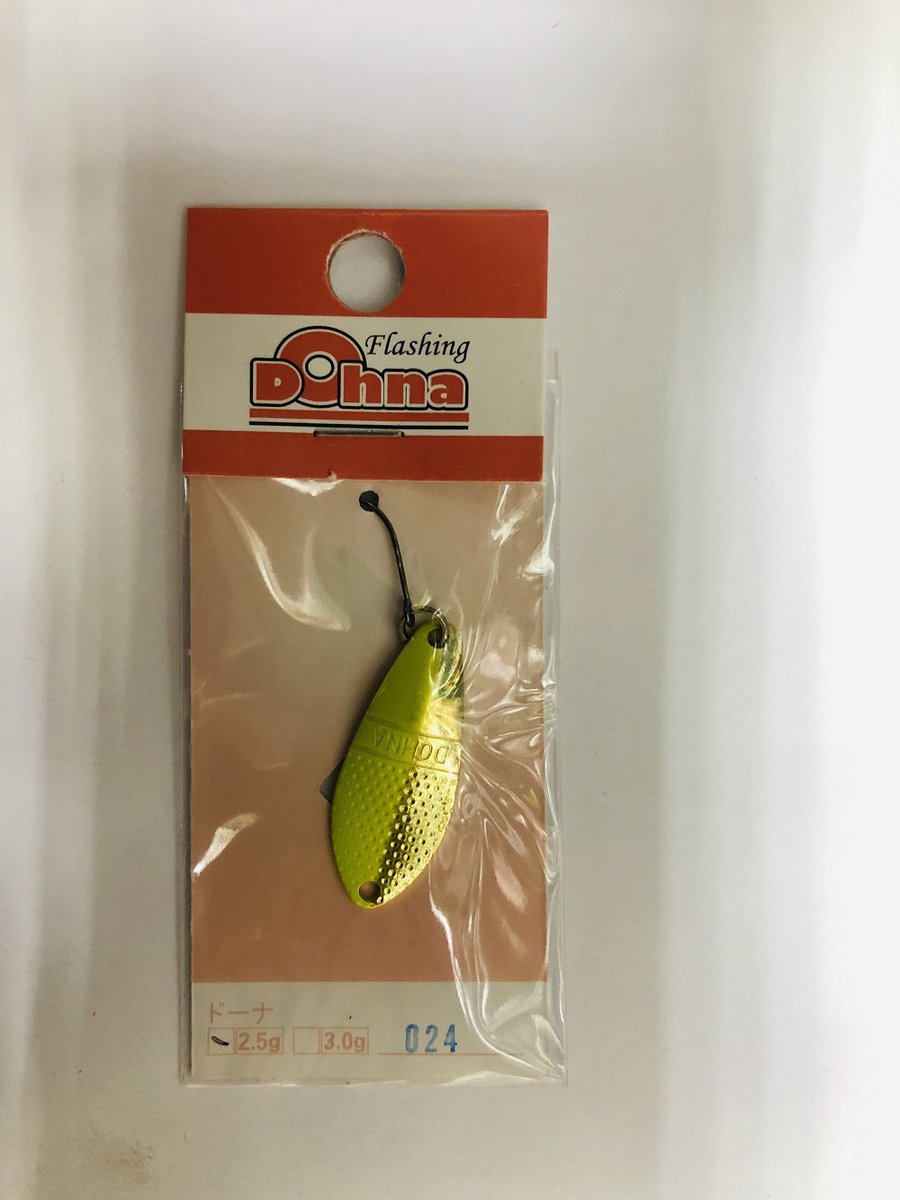 Flashing
Dohna
DOHNA
ドーナ
2.5g 3.0g 024